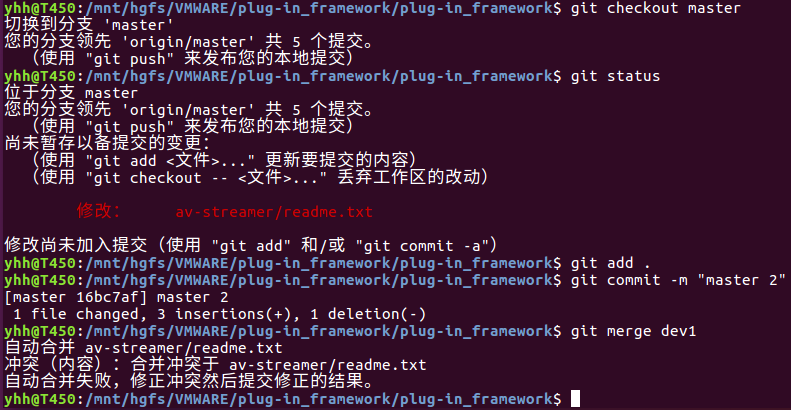 yhh@T450:/mnt/hgfs/VMWARE/plug-in_framework/plug-in_framework$ git checkout master
切换到分支 'master'
您的分支领先 'origin/master' 共 5 个提交。
（使用 "git push" 来发布您的本地提交）
yhh@T450:/mnt/hgfs/VMWARE/plug-in_framework/plug-in_framework$ git status
位于分支 master
您的分支领先 'origin/master' 共 5 个提交。
（使用 "git push" 来发布您的本地提交）
尚未暂存以备提交的变更：
（使用 "git add <文件>..." 更新要提交的内容）
（使用 "git checkout -- <文件>..." 丢弃工作区的改动）
修改： av-streamer/readme.txt
修改尚未加入提交（使用 "git add" 和/或 "git commit -a"）
yhh@T450:/mnt/hgfs/VMWARE/plug-in_framework/plug-in_framework$ git add .
yhh@T450:/mnt/hgfs/VMWARE/plug-in_framework/plug-in_framework$ git commit -m "master 2"
[master 16bc7af] master 2
1 file changed, 3 insertions(+), 1 deletion(-)
yhh@T450:/mnt/hgfs/VMWARE/plug-in_framework/plug-in_framework$ git merge dev1
自动合并 av-streamer/readme.txt
冲突（内容）：合并冲突于 av-streamer/readme.txt
自动合并失败，修正冲突然后提交修正的结果。
yhh@T450:/mnt/hgfs/VMWARE/plug-in_framework/plug-in_framework$